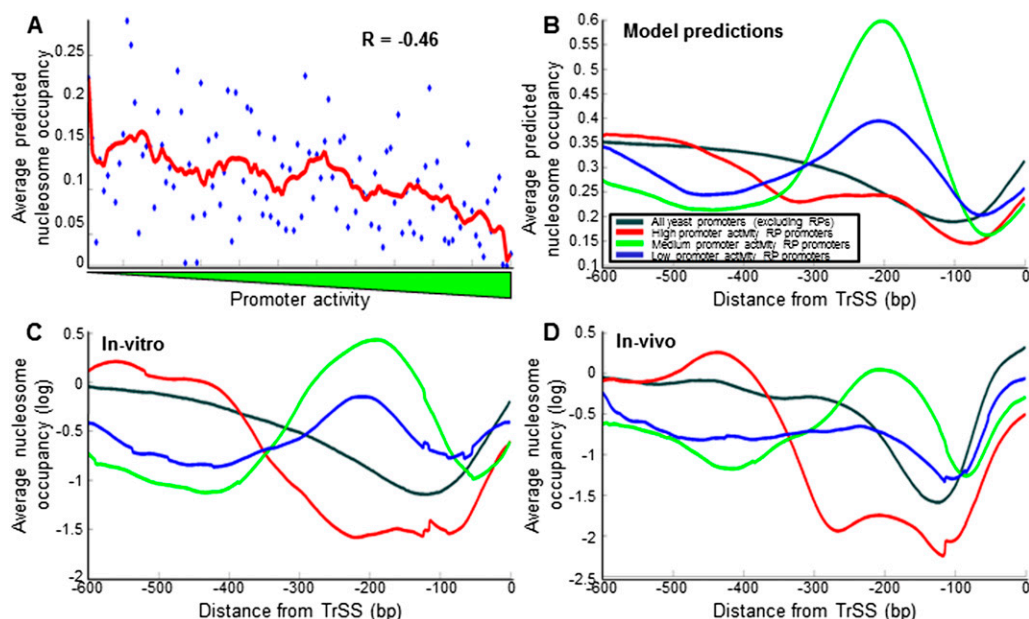 A
R = -0.46
Average predicted
nucleosome occupancy
0.25
0.2
0.15
0.1
0.05
0
Promoter activity
B
Model predictions
Average predicted
nucleosome occupancy
0.6
0.55
0.5
0.45
0.4
0.35
0.3
0.25
0.2
0.15
0.1
All yeast promoters (excluding RPs)
High promoter activity RP promoters
Medium promoter activity RP promoters
Low promoter activity RP promoters
-600 -500 -400 -300 -200 -100 0
Distance from TrSS (bp)
C
In-vitro
Average nucleosome
occupancy (log)
0.5
0
-0.5
-1
-1.5
-2
-600 -500 -400 -300 -200 -100 0
Distance from TrSS (bp)
D
In-vivo
Average nucleosome
occupancy (log)
0.5
0
-0.5
-1
-1.5
-2
-2.5
-600 -500 -400 -300 -200 -100 0
Distance from TrSS (bp)